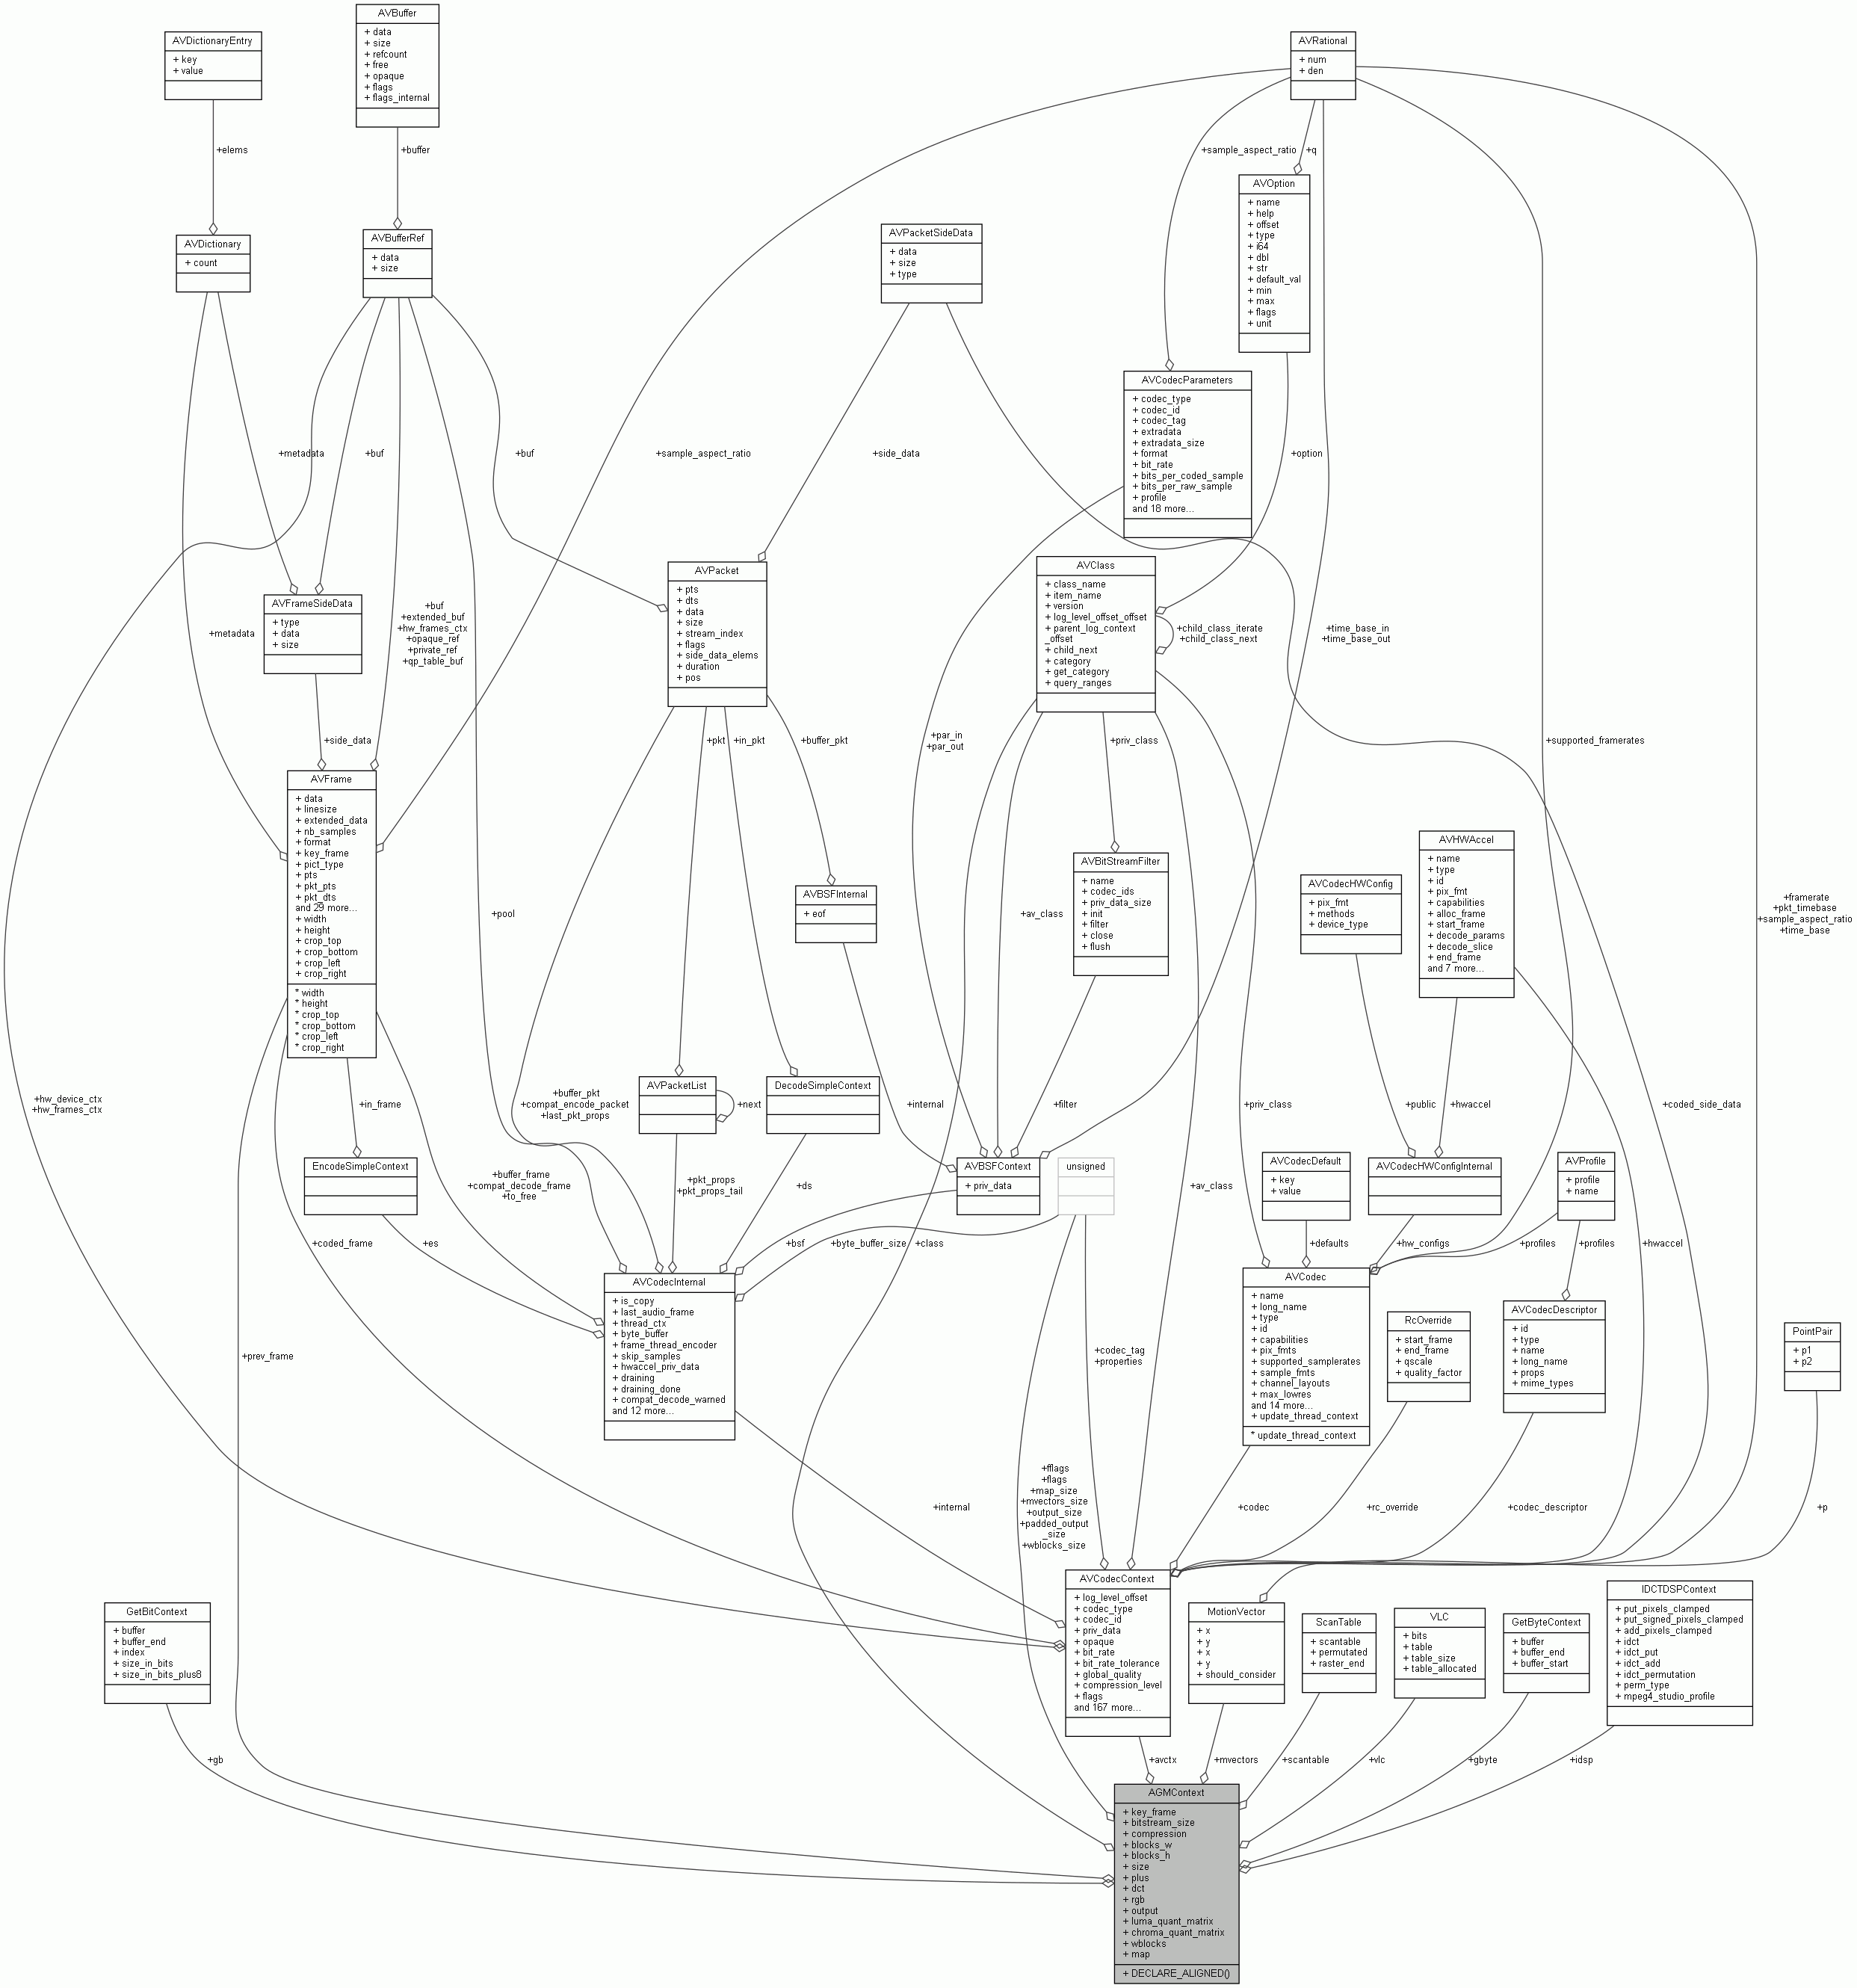 AVBuffer
+ data
+ size
+ refcount
+ free
+ opaque
+ flags
+ flags_internal
AVDictionaryEntry
+ key
+ value
AVRational
+ num
+ den
+elems
+buffer
+sample_aspect_ratio
+q
AVOption
+ name
+ help
+ offset
+ type
+ i64
+ dbl
+ str
+ default_val
+ min
+ max
+ flags
+ unit
AVDictionary
+ count
AVBufferRef
+ data
+ size
AVPacketSideData
+ data
+ size
+ type
AVCodecParameters
+ codec_type
+ codec_id
+ codec_tag
+ extradata
+ extradata_size
+ format
+ bit_rate
+ bits_per_coded_sample
+ bits_per_raw_sample
+ profile
and 18 more...
+metadata
+buf
+buf
+sample_aspect_ratio
+side_data
+option
AVPacket
+ pts
+ dts
+ data
+ size
+ stream_index
+ flags
+ side_data_elems
+ duration
+ pos
AVClass
+ class_name
+ item_name
+ version
+ log_level_offset_offset
+ parent_log_context
_offset
+ child_next
+ category
+ get_category
+ query_ranges
+child_class_iterate
+child_class_next
+time_base_in
+time_base_out
AVFrameSideData
+ type
+ data
+ size
+metadata
+buf
+extended_buf
+hw_frames_ctx
+opaque_ref
+private_ref
+qp_table_buf
+side_data
+pkt
+in_pkt
+buffer_pkt
+par_in
+par_out
+priv_class
+supported_framerates
AVFrame
+ data
+ linesize
+ extended_data
+ nb_samples
+ format
+ key_frame
+ pict_type
+ pts
+ pkt_pts
+ pkt_dts
and 29 more...
+ width
+ height
+ crop_top
+ crop_bottom
+ crop_left
+ crop_right
* width
* height
* crop_top
* crop_bottom
* crop_left
* crop_right
+pool
AVBSFInternal
+ eof
+av_class
AVBitStreamFilter
+ name
+ codec_ids
+ priv_data_size
+ init
+ filter
+ close
+ flush
AVCodecHWConfig
+ pix_fmt
+ methods
+ device_type
AVHWAccel
+ name
+ type
+ id
+ pix_fmt
+ capabilities
+ alloc_frame
+ start_frame
+ decode_params
+ decode_slice
+ end_frame
and 7 more...
+framerate
+pkt_timebase
+sample_aspect_ratio
+time_base
+hw_device_ctx
+hw_frames_ctx
+in_frame
+buffer_pkt
+compat_encode_packet
+last_pkt_props
AVPacketList
+next
DecodeSimpleContext
+internal
+filter
+priv_class
+public
+hwaccel
+coded_side_data
EncodeSimpleContext
+buffer_frame
+compat_decode_frame
+to_free
+pkt_props
+pkt_props_tail
+ds
AVBSFContext
+ priv_data
unsigned
+av_class
AVCodecDefault
+ key
+ value
AVCodecHWConfigInternal
AVProfile
+ profile
+ name
+coded_frame
+es
+bsf
+byte_buffer_size
+class
+defaults
+hw_configs
+profiles
+profiles
+hwaccel
AVCodecInternal
+ is_copy
+ last_audio_frame
+ thread_ctx
+ byte_buffer
+ frame_thread_encoder
+ skip_samples
+ hwaccel_priv_data
+ draining
+ draining_done
+ compat_decode_warned
and 12 more...
AVCodec
+ name
+ long_name
+ type
+ id
+ capabilities
+ pix_fmts
+ supported_samplerates
+ sample_fmts
+ channel_layouts
+ max_lowres
and 14 more...
+ update_thread_context
* update_thread_context
RcOverride
+ start_frame
+ end_frame
+ qscale
+ quality_factor
AVCodecDescriptor
+ id
+ type
+ name
+ long_name
+ props
+ mime_types
PointPair
+ p1
+ p2
+prev_frame
+codec_tag
+properties
+internal
+fflags
+flags
+map_size
+mvectors_size
+output_size
+padded_output
_size
+wblocks_size
+codec
+rc_override
+codec_descriptor
+p
GetBitContext
+ buffer
+ buffer_end
+ index
+ size_in_bits
+ size_in_bits_plus8
AVCodecContext
+ log_level_offset
+ codec_type
+ codec_id
+ priv_data
+ opaque
+ bit_rate
+ bit_rate_tolerance
+ global_quality
+ compression_level
+ flags
and 167 more...
MotionVector
+ x
+ y
+ x
+ y
+ should_consider
ScanTable
+ scantable
+ permutated
+ raster_end
VLC
+ bits
+ table
+ table_size
+ table_allocated
GetByteContext
+ buffer
+ buffer_end
+ buffer_start
IDCTDSPContext
+ put_pixels_clamped
+ put_signed_pixels_clamped
+ add_pixels_clamped
+ idct
+ idct_put
+ idct_add
+ idct_permutation
+ perm_type
+ mpeg4_studio_profile
+gb
+avctx
+mvectors
+scantable
+vlc
+gbyte
+idsp
AGMContext
+ key_frame
+ bitstream_size
+ compression
+ blocks_w
+ blocks_h
+ size
+ plus
+ dct
+ rgb
+ output
+ luma_quant_matrix
+ chroma_quant_matrix
+ wblocks
+ map
+ DECLARE_ALIGNED()